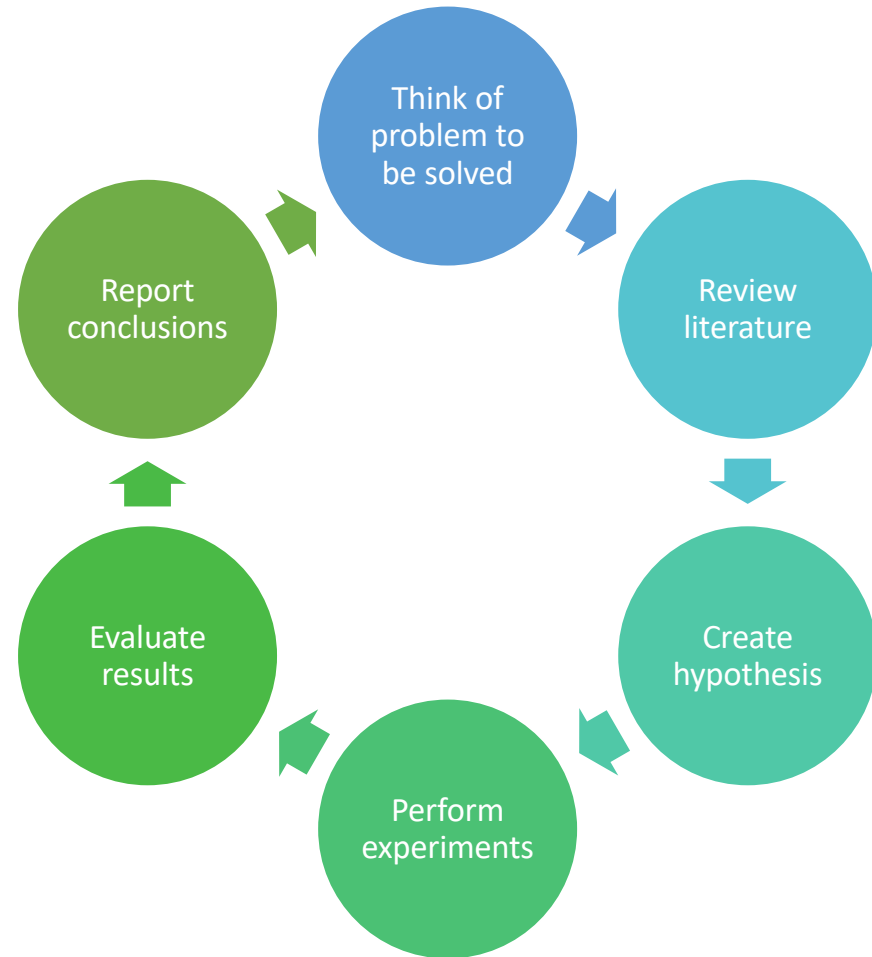 Think of
problem to
be solved
Review
literature
Create
hypothesis
Perform
experiments
Evaluate
results
Report
conclusions